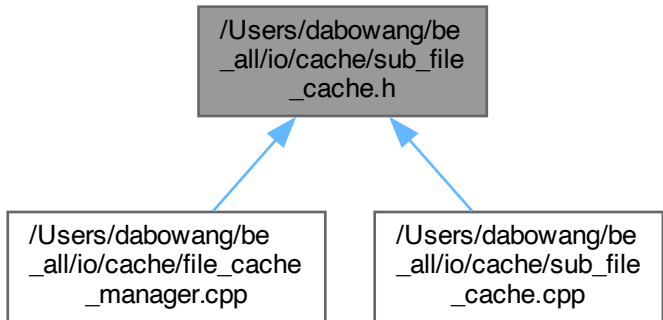 /Users/dabowang/be
_all/io/cache/sub_file
_cache.h
/Users/dabowang/be
_all/io/cache/file_cache
_manager.cpp
/Users/dabowang/be
_all/io/cache/sub_file
_cache.cpp